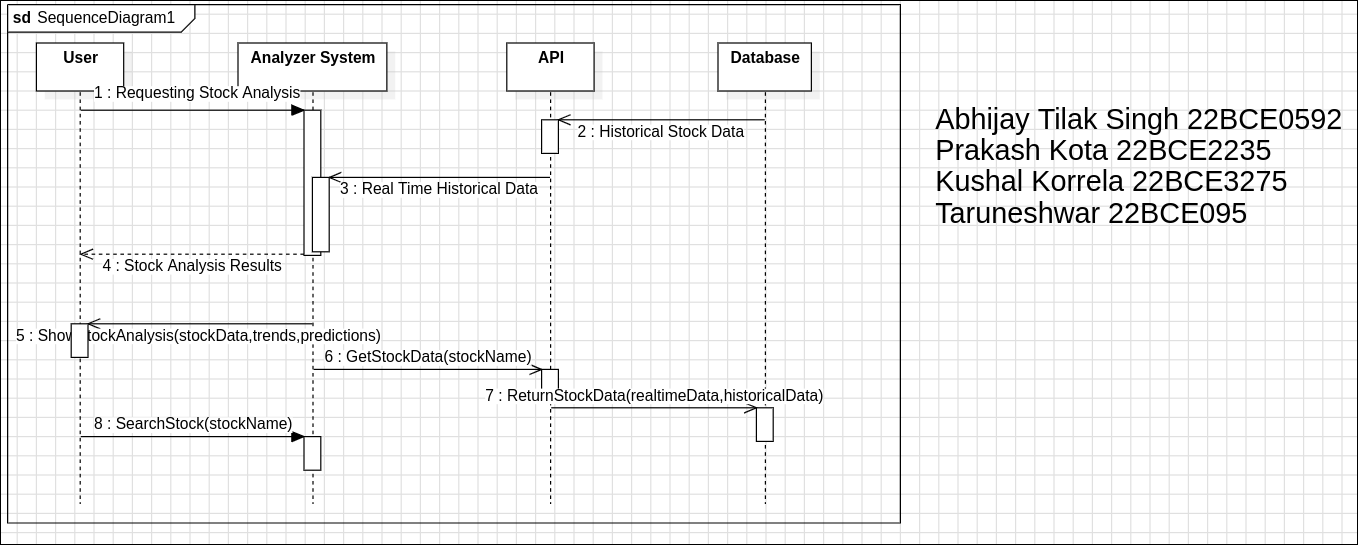 sd SequenceDiagram1
User
Analyzer System
API
Database
1 : Requesting Stock Analysis
2 : Historical Stock Data
3 : Real Time Historical Data
4 : Stock Analysis Results
5 : ShowStockAnalysis(stockData,trends,predictions)
6 : GetStockData(stockName)
7 : ReturnStockData(realtimeData,historicalData)
8 : SearchStock(stockName)
Abhijay Tilak Singh 22BCE0592
Prakash Kota 22BCE2235
Kushal Korrela 22BCE3275
Taruneshwar 22BCE095